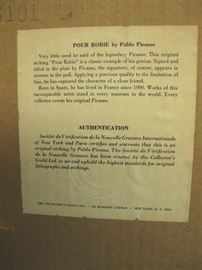 5101
POUR ROBIE by Pablo Picasso
Very little need be said of the legendary Picasso. This original
etching "Pour Robie" is a classic example of his genius. Signed and
titled in the plate by Picasso, the signature, of course, appears in
reverse in the pull. Applying a precious quality to the limitation of
line, he has captured the character of a close friend.
Born in Spain, he has lived in France since 1900. Works of this
incomparable artist stand in every museum in the world. Every
collector covets his original Picasso.
AUTHENTICATION
Société de Vérification de la Nouvelle Gravure Internationale
of New York and Paris certifies and warrants that this is an
original etching by Pablo Picasso. The Société de Vérification
de la Nouvelle Gravure has been created by the Collector's
Guild Ltd. to set and uphold the highest standards for original
lithographs and etchings.
THE COLLECTOR'S GUILD LTD. · MADISON AVENUE · NEW YORK, N. Y.